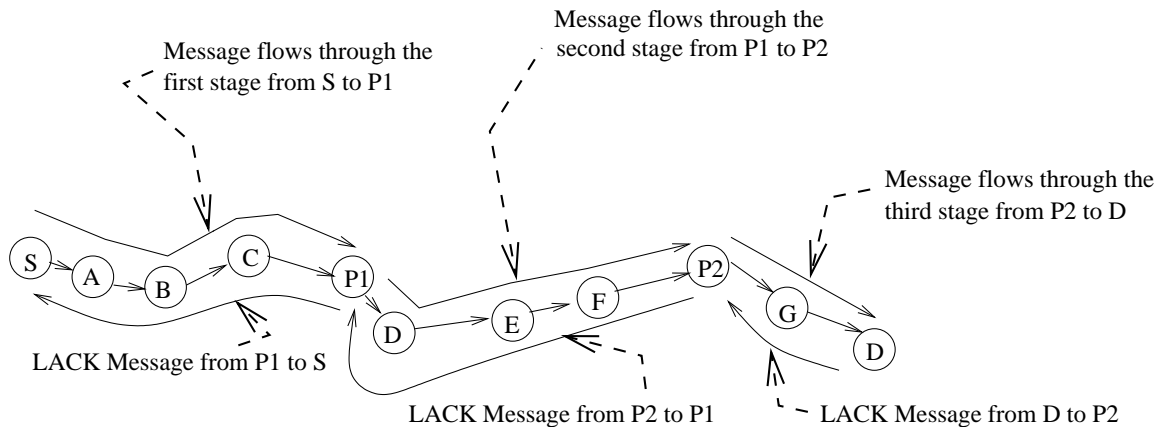 Message flows through the
second stage from P1 to P2
Message flows through the
first stage from S to P1
Message flows through the
third stage from P2 to D
S
A
B
C
P1
D
E
F
P2
G
D
LACK Message from P1 to S
LACK Message from P2 to P1
LACK Message from D to P2